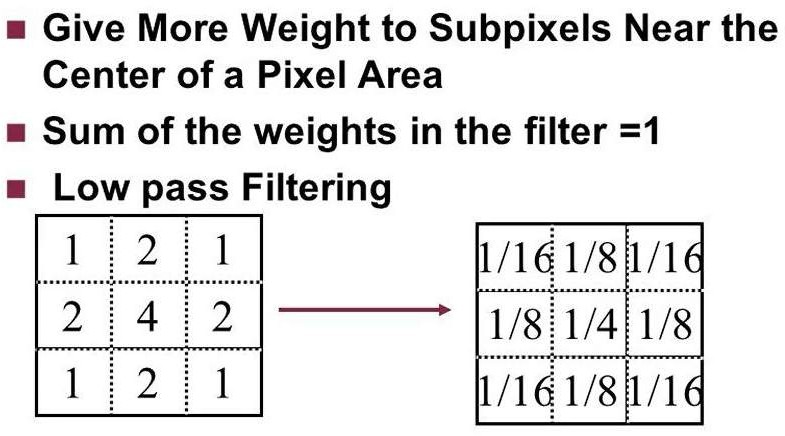 Give More Weight to Subpixels Near the
Center of a Pixel Area
Sum of the weights in the filter =1
Low pass Filtering
1 2 1
2 4 2
1 2 1
1/16 1/8 1/16
1/8 1/4 1/8
1/16 1/8 1/16